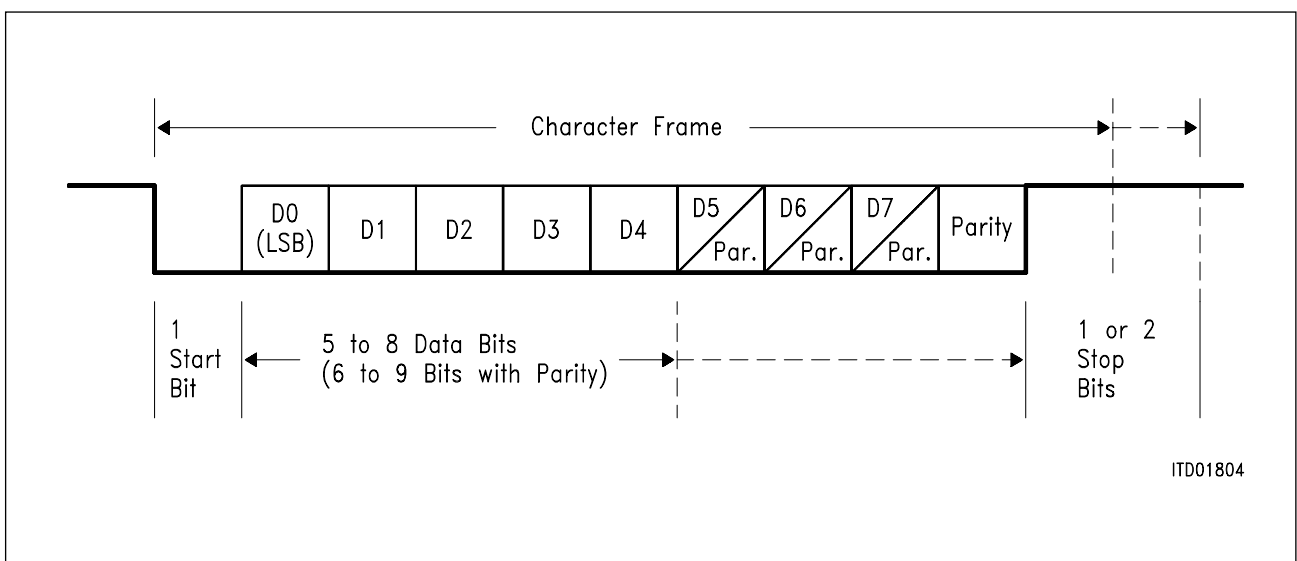 Character Frame
D0
(LSB)
D1
D2
D3
D4
D5
Par.
D6
Par.
D7
Par.
Parity
1
Start
Bit
5 to 8 Data Bits
(6 to 9 Bits with Parity)
1 or 2
Stop
Bits
ITD01804